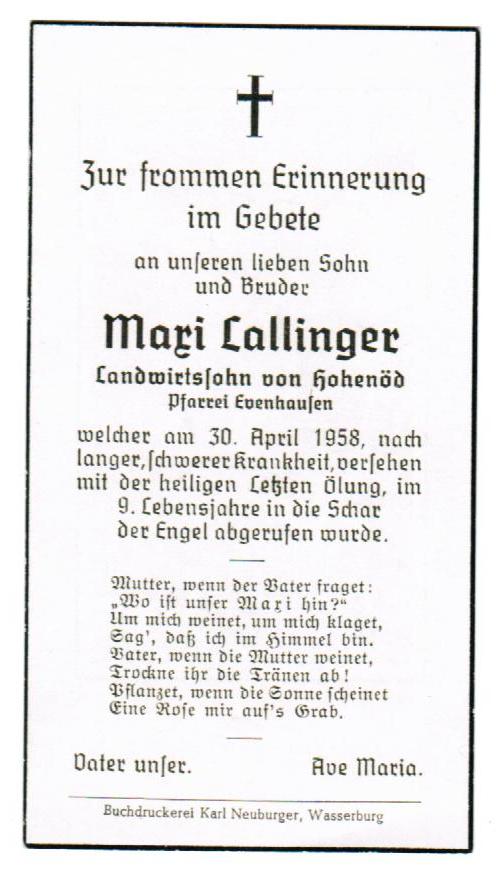 Zur frommen Erinnerung
im Gebete
an unseren lieben Sohn
und Bruder
Maxi Lallinger
Landwirtssohn von Hohenöd
Pfarrei Evenhausen
welcher am 30. April 1958, nach
langer, schwerer Krankheit, versehen
mit der heiligen Letzten Ölung, im
9. Lebensjahre in die Schar
der Engel abgerufen wurde.
Mutter, wenn der Vater fraget:
„Wo ist unser Maxi hin?“
Um mich weinet, um mich klaget,
Sag', daß ich im Himmel bin.
Vater, wenn die Mutter weinet,
Trockne ihr die Tränen ab!
Pflanzet, wenn die Sonne scheinet
Eine Rose mir auf's Grab.
Vater unser. Ave Maria.
Buchdruckerei Karl Neuburger, Wasserburg